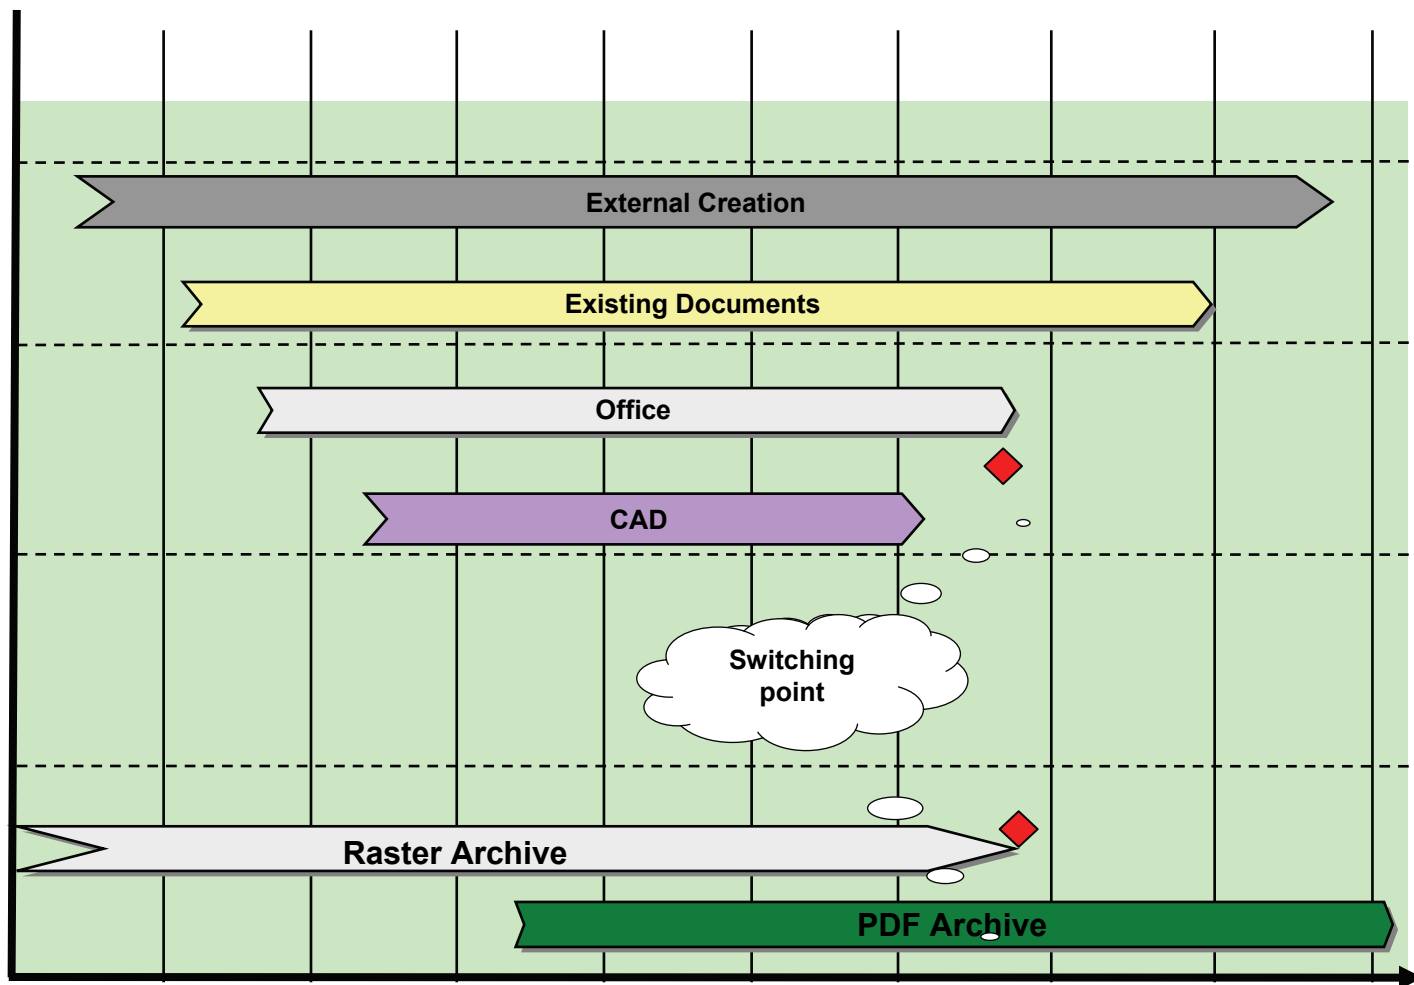 External Creation
Existing Documents
Office
CAD
Switching
point
Raster Archive
PDF Archive